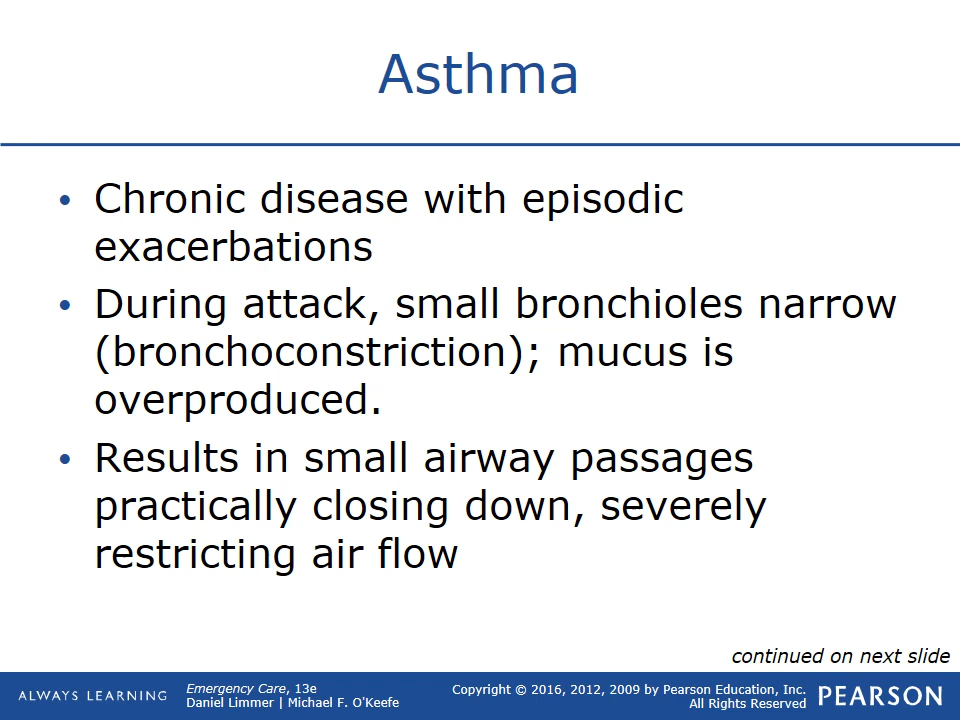 Asthma
• Chronic disease with episodic
exacerbations
• During attack, small bronchioles narrow
(bronchoconstriction); mucus is
overproduced.
• Results in small airway passages
practically closing down, severely
restricting air flow
continued on next slide
ALWAYS LEARNING
Emergency Care, 13e
Daniel Limmer | Michael F. O'Keefe
Copyright © 2016, 2012, 2009 by Pearson Education, Inc.
All Rights Reserved
PEARSON